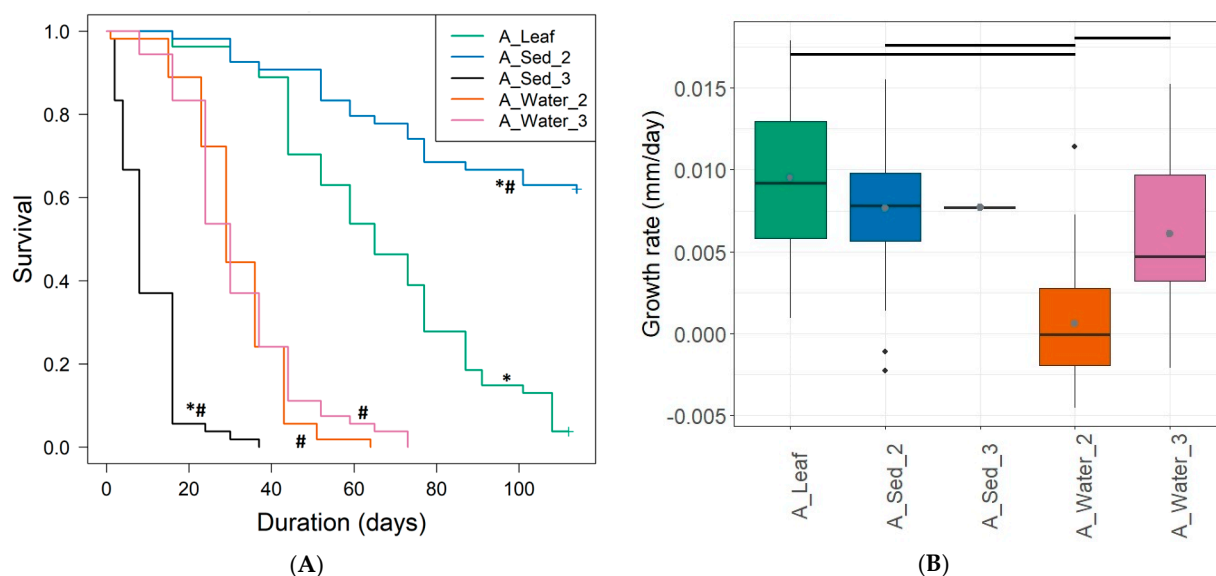 A_Leaf
A_Sed_2
A_Sed_3
A_Water_2
A_Water_3
Survival
1.0
0.8
0.6
0.4
0.2
0.0
*#
*
*#
#
#
0 20 40 60 80 100
Duration (days)
(A)
Growth rate (mm/day)
0.015
0.010
0.005
0.000
-0.005
A_Leaf
A_Sed_2
A_Sed_3
A_Water_2
A_Water_3
(B)